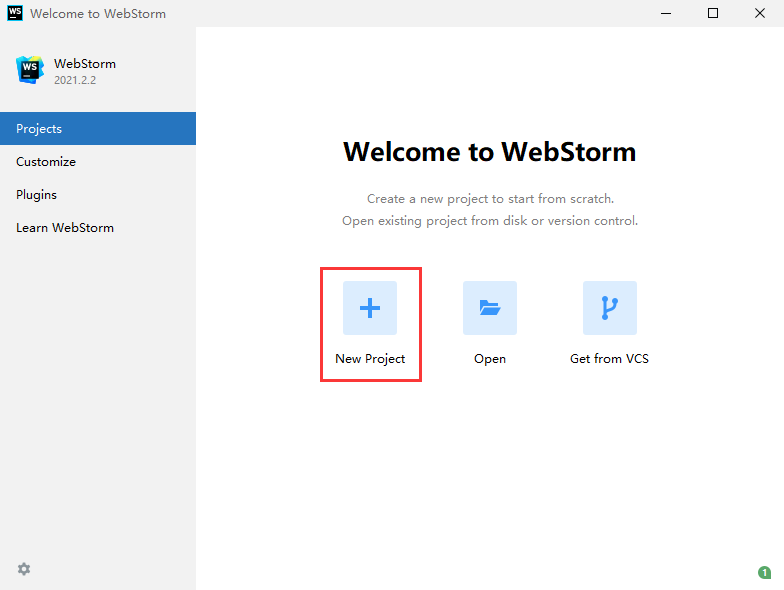 WS Welcome to WebStorm
WS WebStorm
2021.2.2
Projects
Customize
Plugins
Learn WebStorm
Welcome to WebStorm
Create a new project to start from scratch.
Open existing project from disk or version control.
New Project Open Get from VCS
1